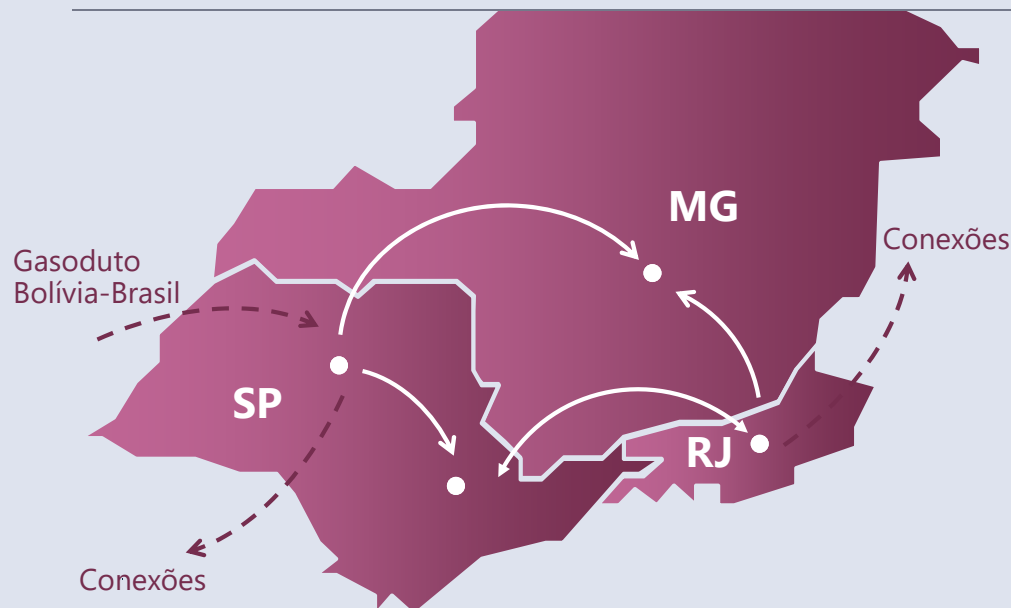 MG
Conexões
Gasoduto
Bolívia-Brasil
SP
RJ
Conexões